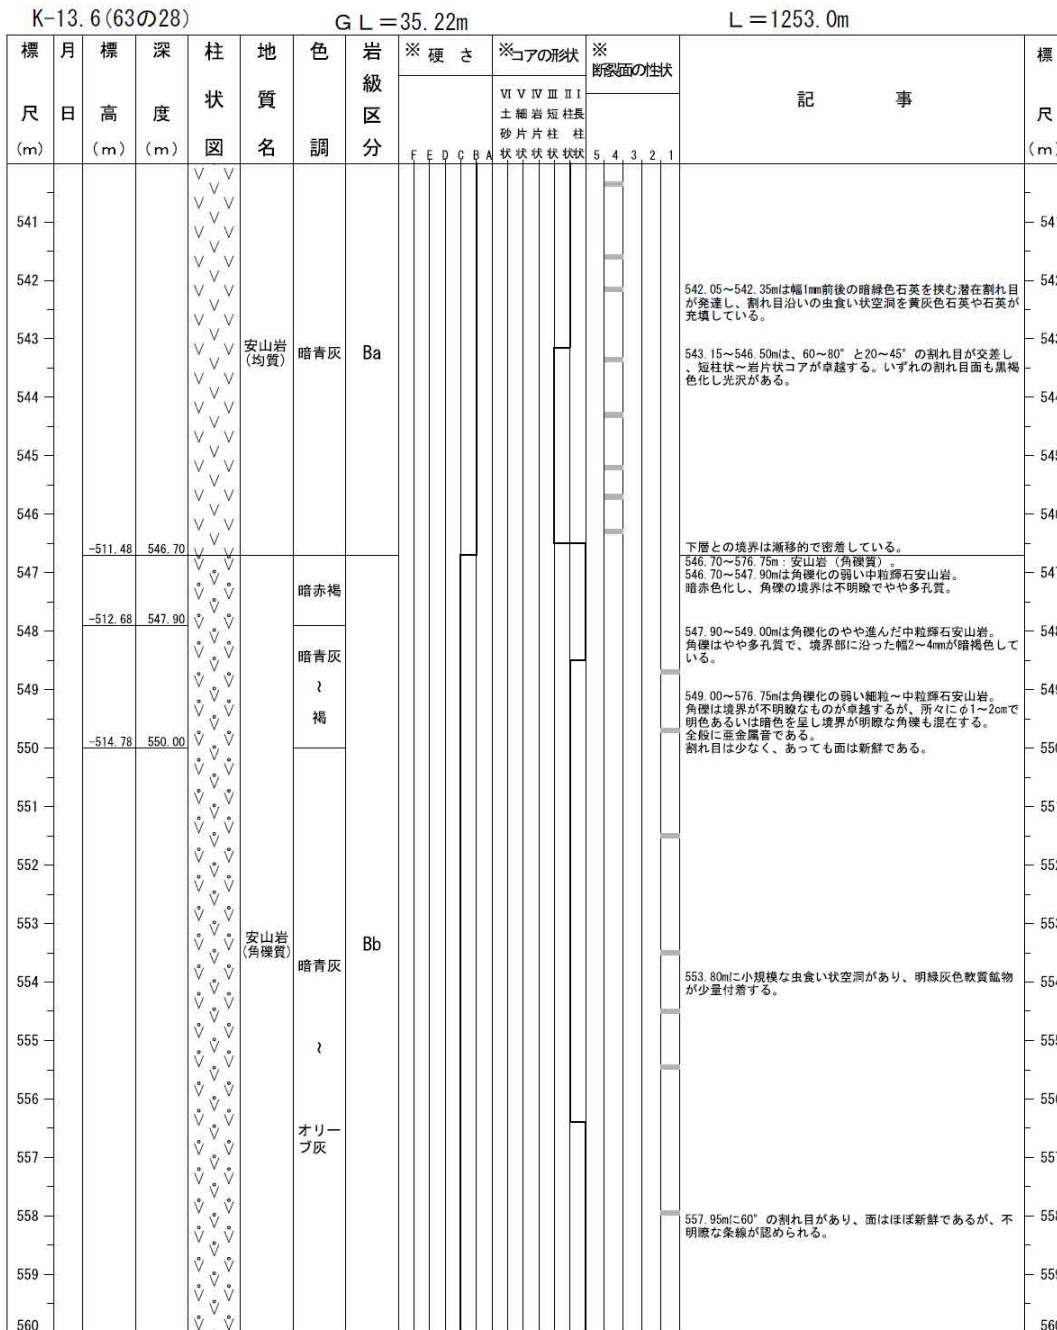 K-13.6(63の28)
GL=35.22m
L=1253.0m
標尺(m)
月日
標高(m)
深度(m)
柱状図
地質名
色調
岩級区分
※硬さ
F E D C B A
※コアの形状
Ⅵ土砂状
Ⅴ細片状
Ⅳ岩片状
Ⅲ短柱状
Ⅱ柱状
Ⅰ長柱状
※断裂面の性状
5 4 3 2 1
記事
標尺(m)
541
542
543
544
545
546
547
548
549
550
551
552
553
554
555
556
557
558
559
560
-511.48 546.70
-512.68 547.90
-514.78 550.00
安山岩
(均質)
安山岩
(角礫質)
暗青灰
暗赤褐
暗青灰
~
褐
暗青灰
~
オリー
ブ灰
Ba
Bb
542.05~542.35mは幅1mm前後の暗緑色石英を挟む潜在割れ目
が発達し、割れ目沿いの虫食い状空洞を黄灰色石英や石英が
充填している。
543.15~546.50mは、60~80°と20~45°の割れ目が交差し
、短柱状~岩片状コアが卓越する。いずれの割れ目面も黒褐
色化し光沢がある。
下層との境界は漸移的で密着している。
546.70~576.75m:安山岩(角礫質)。
546.70~547.90mは角礫化の弱い中粒輝石安山岩。
暗赤色化し、角礫の境界は不明瞭でやや多孔質。
547.90~549.00mは角礫化のやや進んだ中粒輝石安山岩。
角礫はやや多孔質で、境界部に沿った幅2~4mmが暗褐色して
いる。
549.00~576.75mは角礫化の弱い細粒~中粒輝石安山岩。
角礫は境界が不明瞭なものが卓越するが、所々にφ1~2cmで
明色あるいは暗色を呈し境界が明瞭な角礫も混在する。
全般に亜金属音である。
割れ目は少なく、あっても面は新鮮である。
553.80mに小規模な虫食い状空洞があり、明緑灰色軟質鉱物
が少量付着する。
557.95mに60°の割れ目があり、面はほぼ新鮮であるが、不
明瞭な条線が認められる。